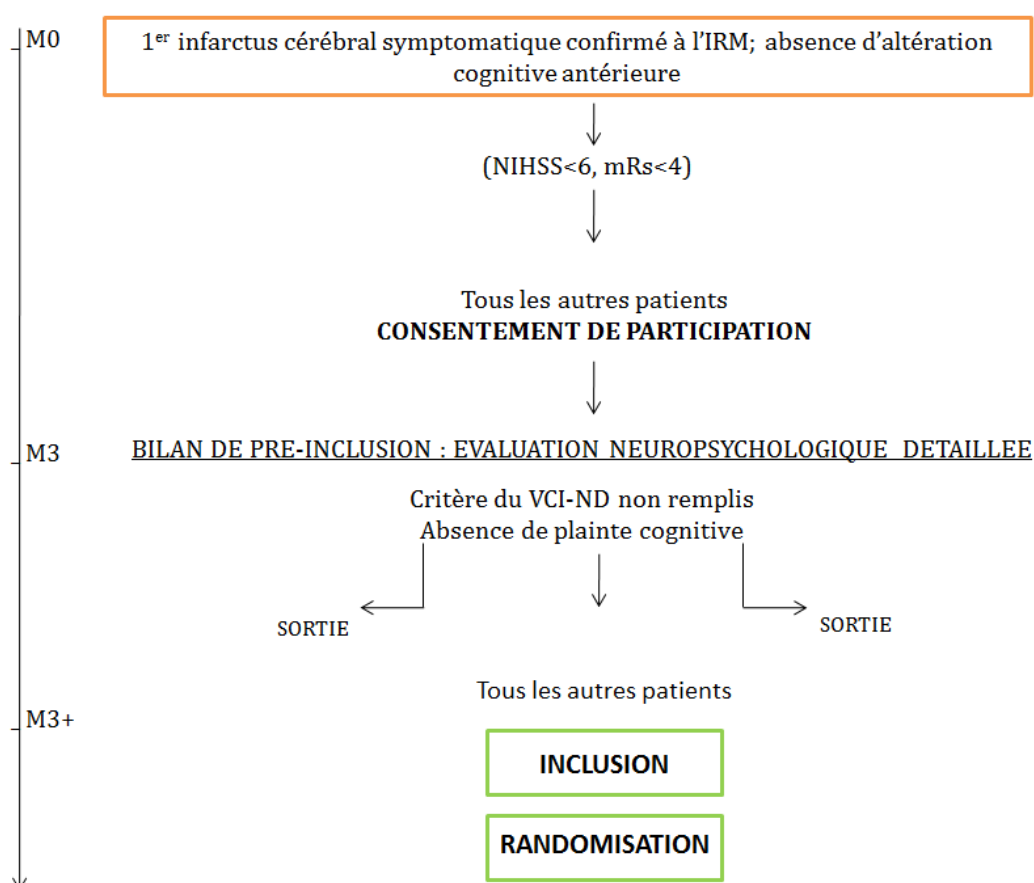 M0
1er infarctus cérébral symptomatique confirmé à l'IRM; absence d'altération
cognitive antérieure
(NIHSS<6, mRs<4)
Tous les autres patients
CONSENTEMENT DE PARTICIPATION
M3
BILAN DE PRE-INCLUSION : EVALUATION NEUROPSYCHOLOGIQUE DETAILLEE
Critère du VCI-ND non remplis
Absence de plainte cognitive
SORTIE
SORTIE
Tous les autres patients
M3+
INCLUSION
RANDOMISATION